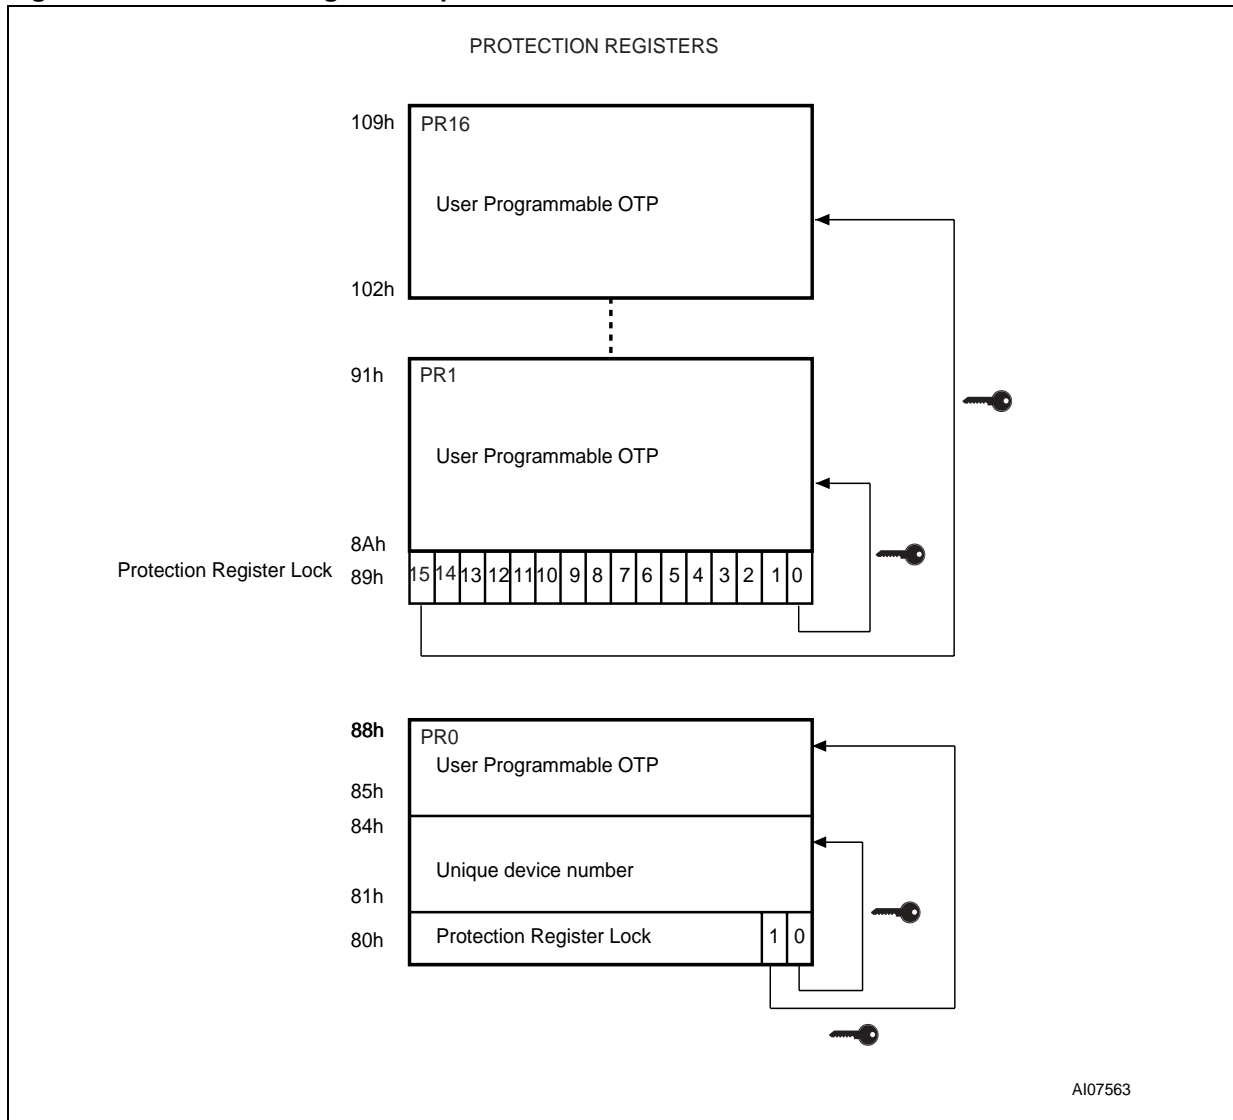 PROTECTION REGISTERS
109h
PR16
User Programmable OTP
102h
91h
PR1
User Programmable OTP
8Ah
Protection Register Lock 89h 15 14 13 12 11 10 9 8 7 6 5 4 3 2 1 0
88h
PR0
User Programmable OTP
85h
84h
Unique device number
81h
80h Protection Register Lock 1 0
AI07563